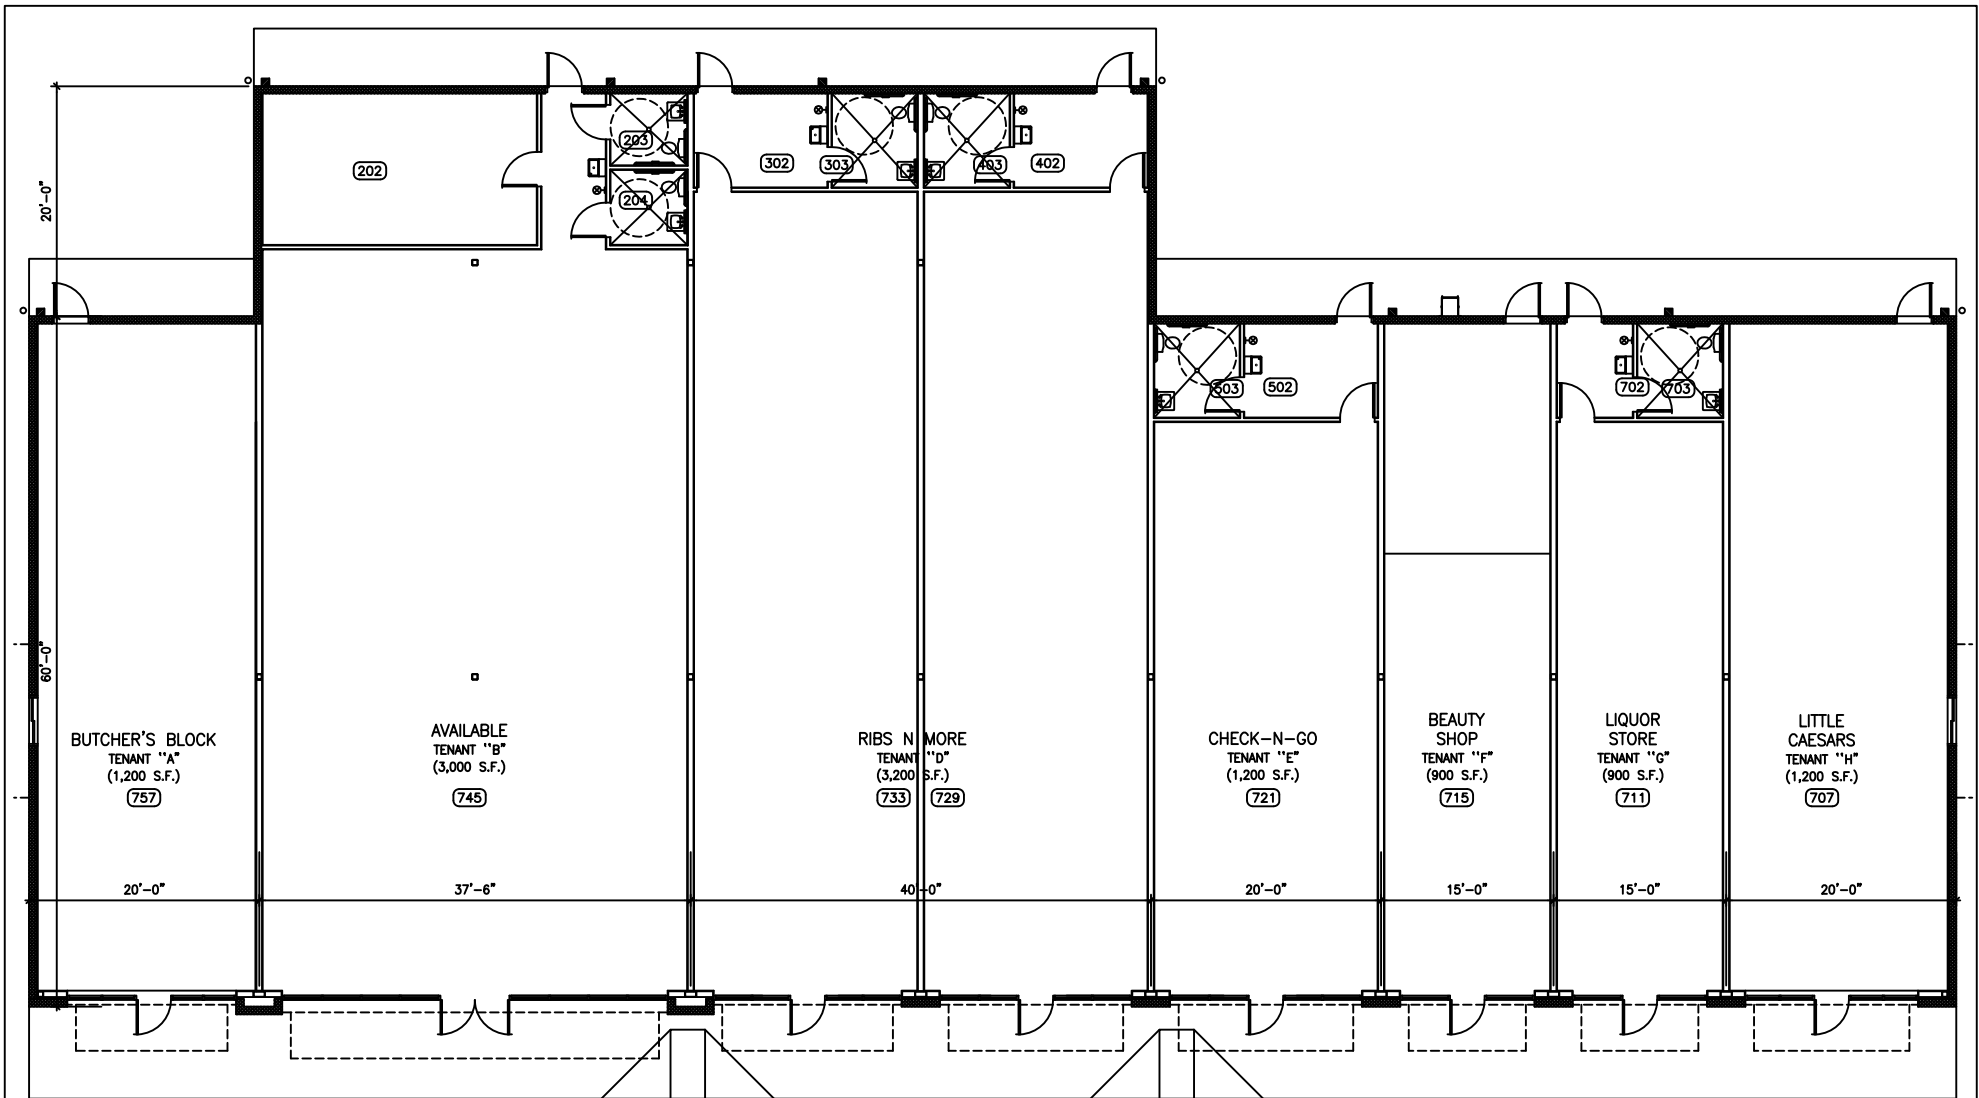 203
202
302
303
403
402
204
20'-0"
503
502
702
703
60'-0"
BUTCHER'S BLOCK
TENANT "A"
(1,200 S.F.)
757
AVAILABLE
TENANT "B"
(3,000 S.F.)
745
RIBS N MORE
TENANT "D"
(3,200 S.F.)
733
729
CHECK-N-GO
TENANT "E"
(1,200 S.F.)
721
BEAUTY
SHOP
TENANT "F"
(900 S.F.)
715
LIQUOR
STORE
TENANT "G"
(900 S.F.)
711
LITTLE
CAESARS
TENANT "H"
(1,200 S.F.)
707
20'-0"
37'-6"
40'-0"
20'-0"
15'-0"
15'-0"
20'-0"